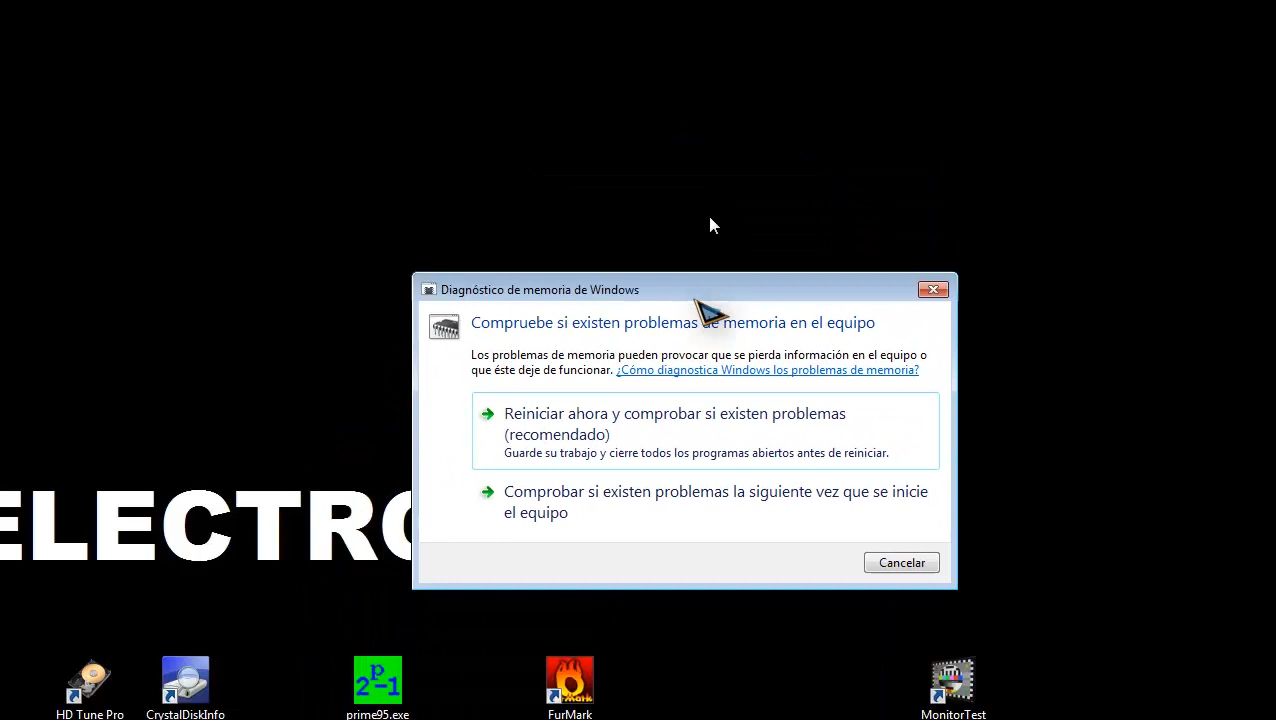 Diagnóstico de memoria de Windows
Compruebe si existen problemas de memoria en el equipo
Los problemas de memoria pueden provocar que se pierda información en el equipo o
que éste deje de funcionar. ¿Cómo diagnostica Windows los problemas de memoria?
Reiniciar ahora y comprobar si existen problemas
(recomendado)
Guarde su trabajo y cierre todos los programas abiertos antes de reiniciar.
Comprobar si existen problemas la siguiente vez que se inicie
el equipo
ELECTRO
Cancelar
P
2-1
FurMark
HD Tune Pro
CrystalDiskInfo
prime95.exe
FurMark
MonitorTest